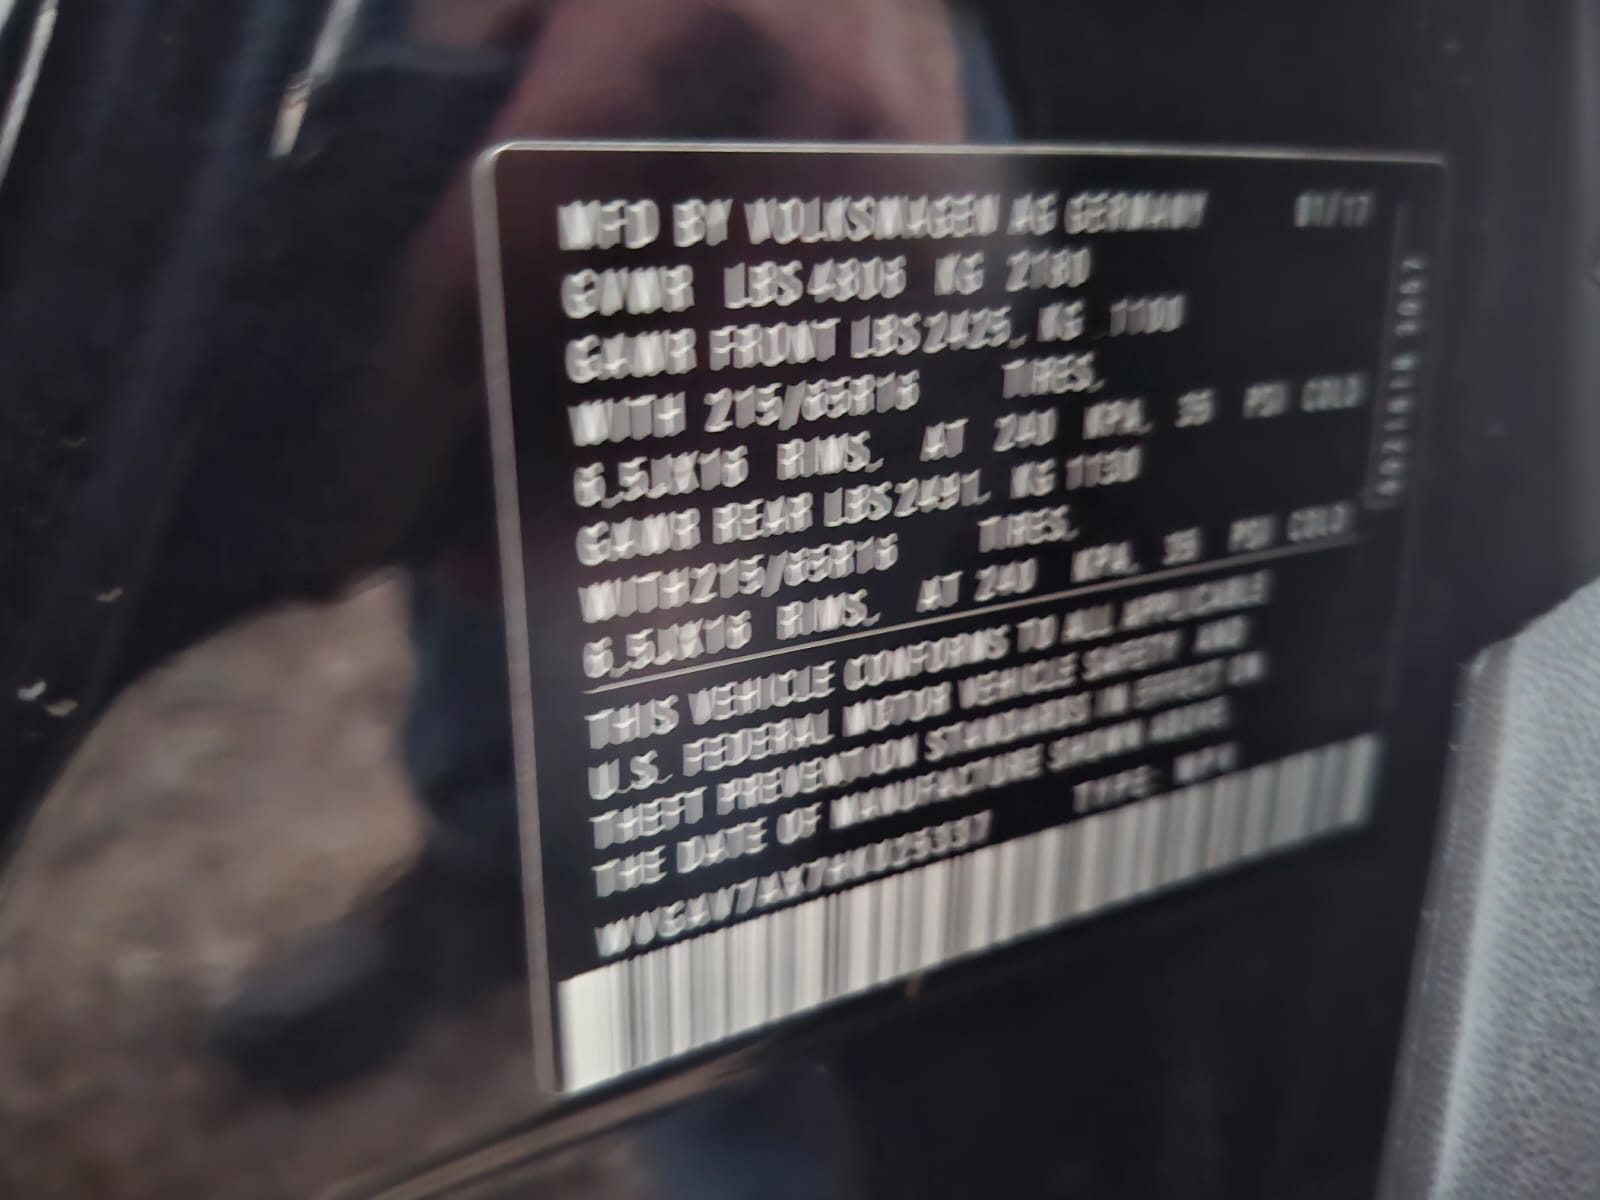 MFD BY VOLKSWAGEN AG GERMANY 01/17
GVWR LBS 4806 KG 2180
GAWR FRONT LBS 2425, KG 1100
WITH 215/65R16 TIRES,
6.5JX16 RIMS, AT 240 KPA, 35 PSI COLD
GAWR REAR LBS 2491, KG 1130
WITH 215/65R16 TIRES,
6.5JX16 RIMS, AT 240 KPA, 35 PSI COLD.
THIS VEHICLE CONFORMS TO ALL APPLICABLE
U.S. FEDERAL MOTOR VEHICLE SAFETY AND
THEFT PREVENTION STANDARDS IN EFFECT ON
THE DATE OF MANUFACTURE SHOWN ABOVE.
TYPE: MPV